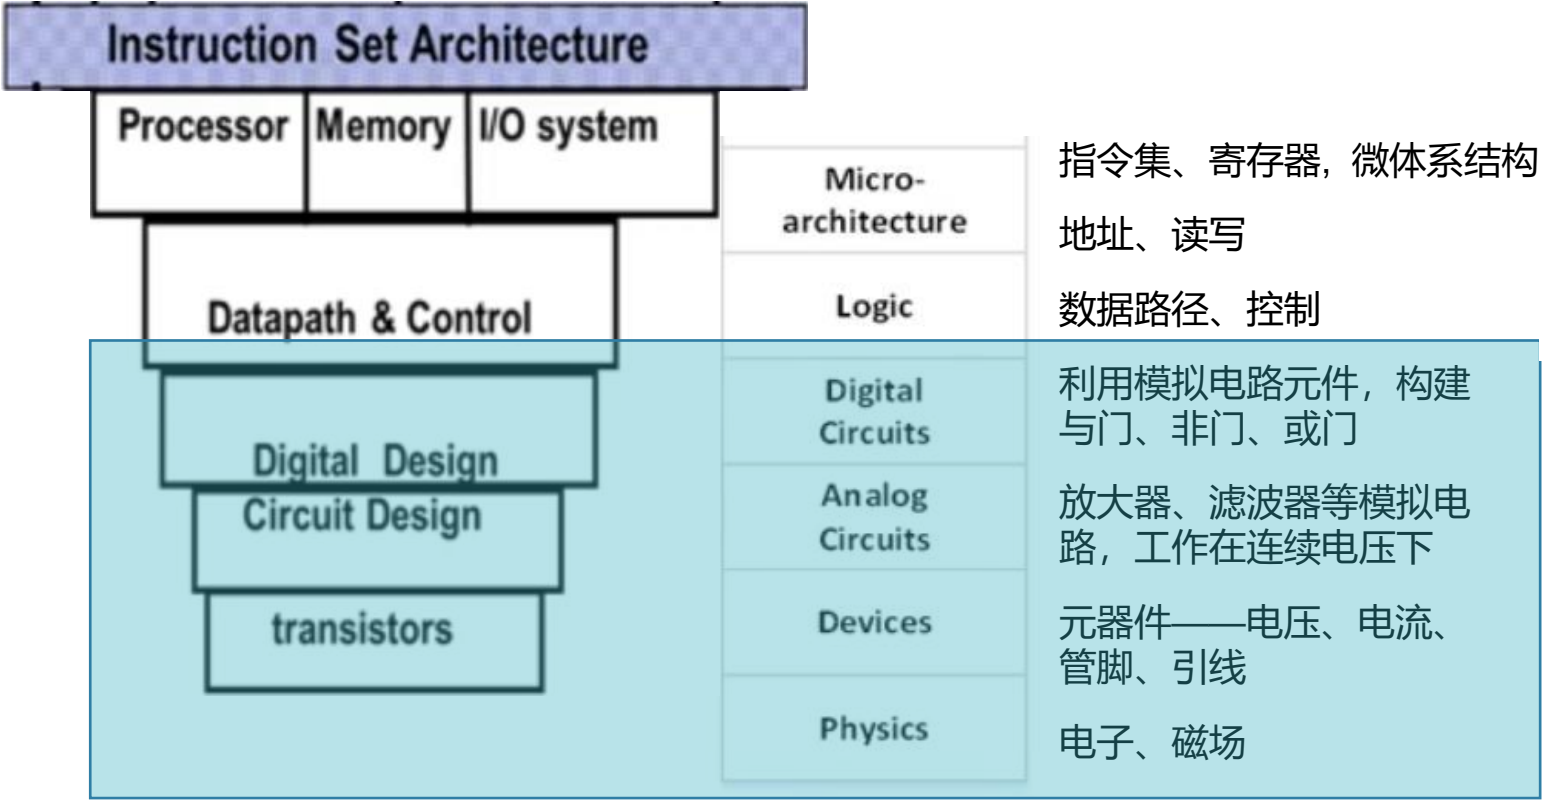 Instruction Set Architecture
Processor
Memory
I/O system
Datapath & Control
Digital Design
Circuit Design
transistors
Micro-
architecture
Logic
Digital
Circuits
Analog
Circuits
Devices
Physics
指令集、寄存器，微体系结构
地址、读写
数据路径、控制
利用模拟电路元件，构建
与门、非门、或门
放大器、滤波器等模拟电
路，工作在连续电压下
元器件——电压、电流、
管脚、引线
电子、磁场